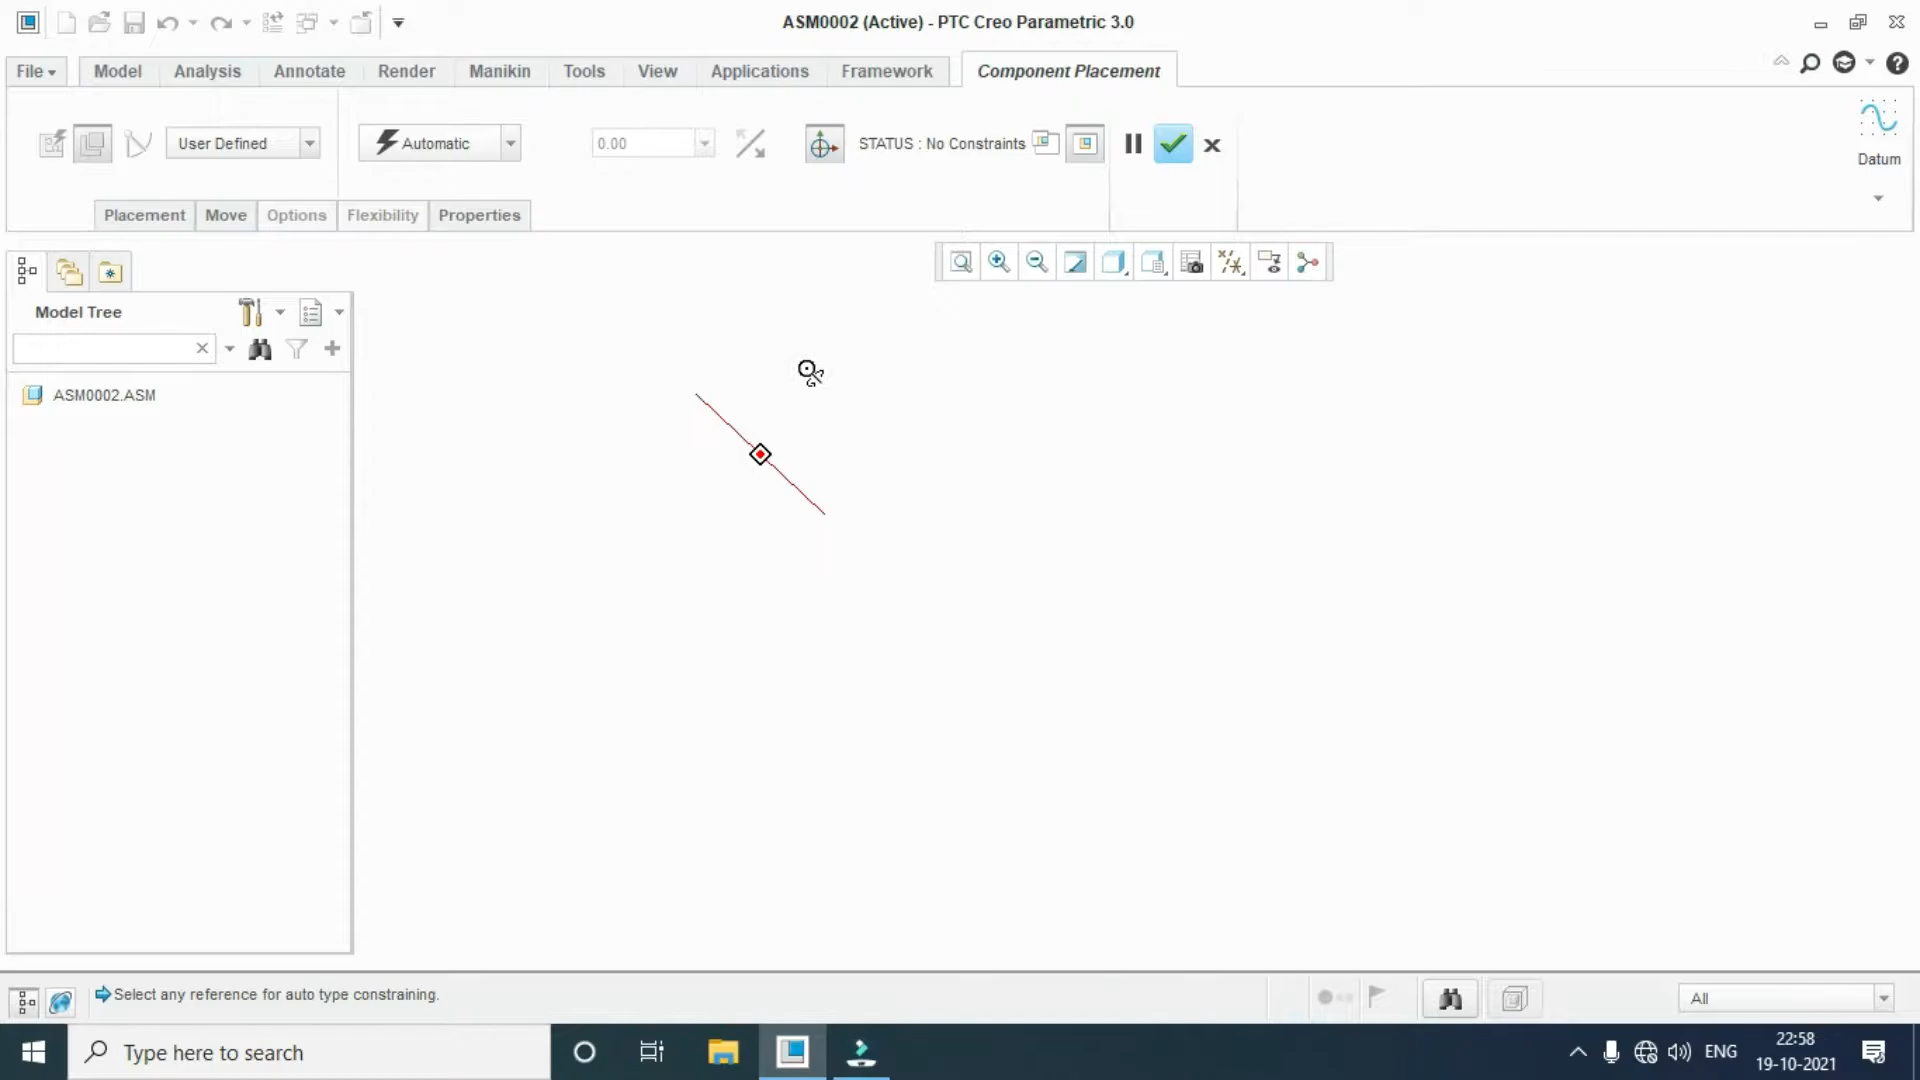 ASM0002 (Active) - PTC Creo Parametric 3.0
File Model Analysis Annotate Render Manikin Tools View Applications Framework Component Placement
User Defined Automatic 0.00 STATUS : No Constraints
Datum
Placement Move Options Flexibility Properties
Model Tree
ASM0002.ASM
Select any reference for auto type constraining.
All
Type here to search
ENG
22:58
19-10-2021